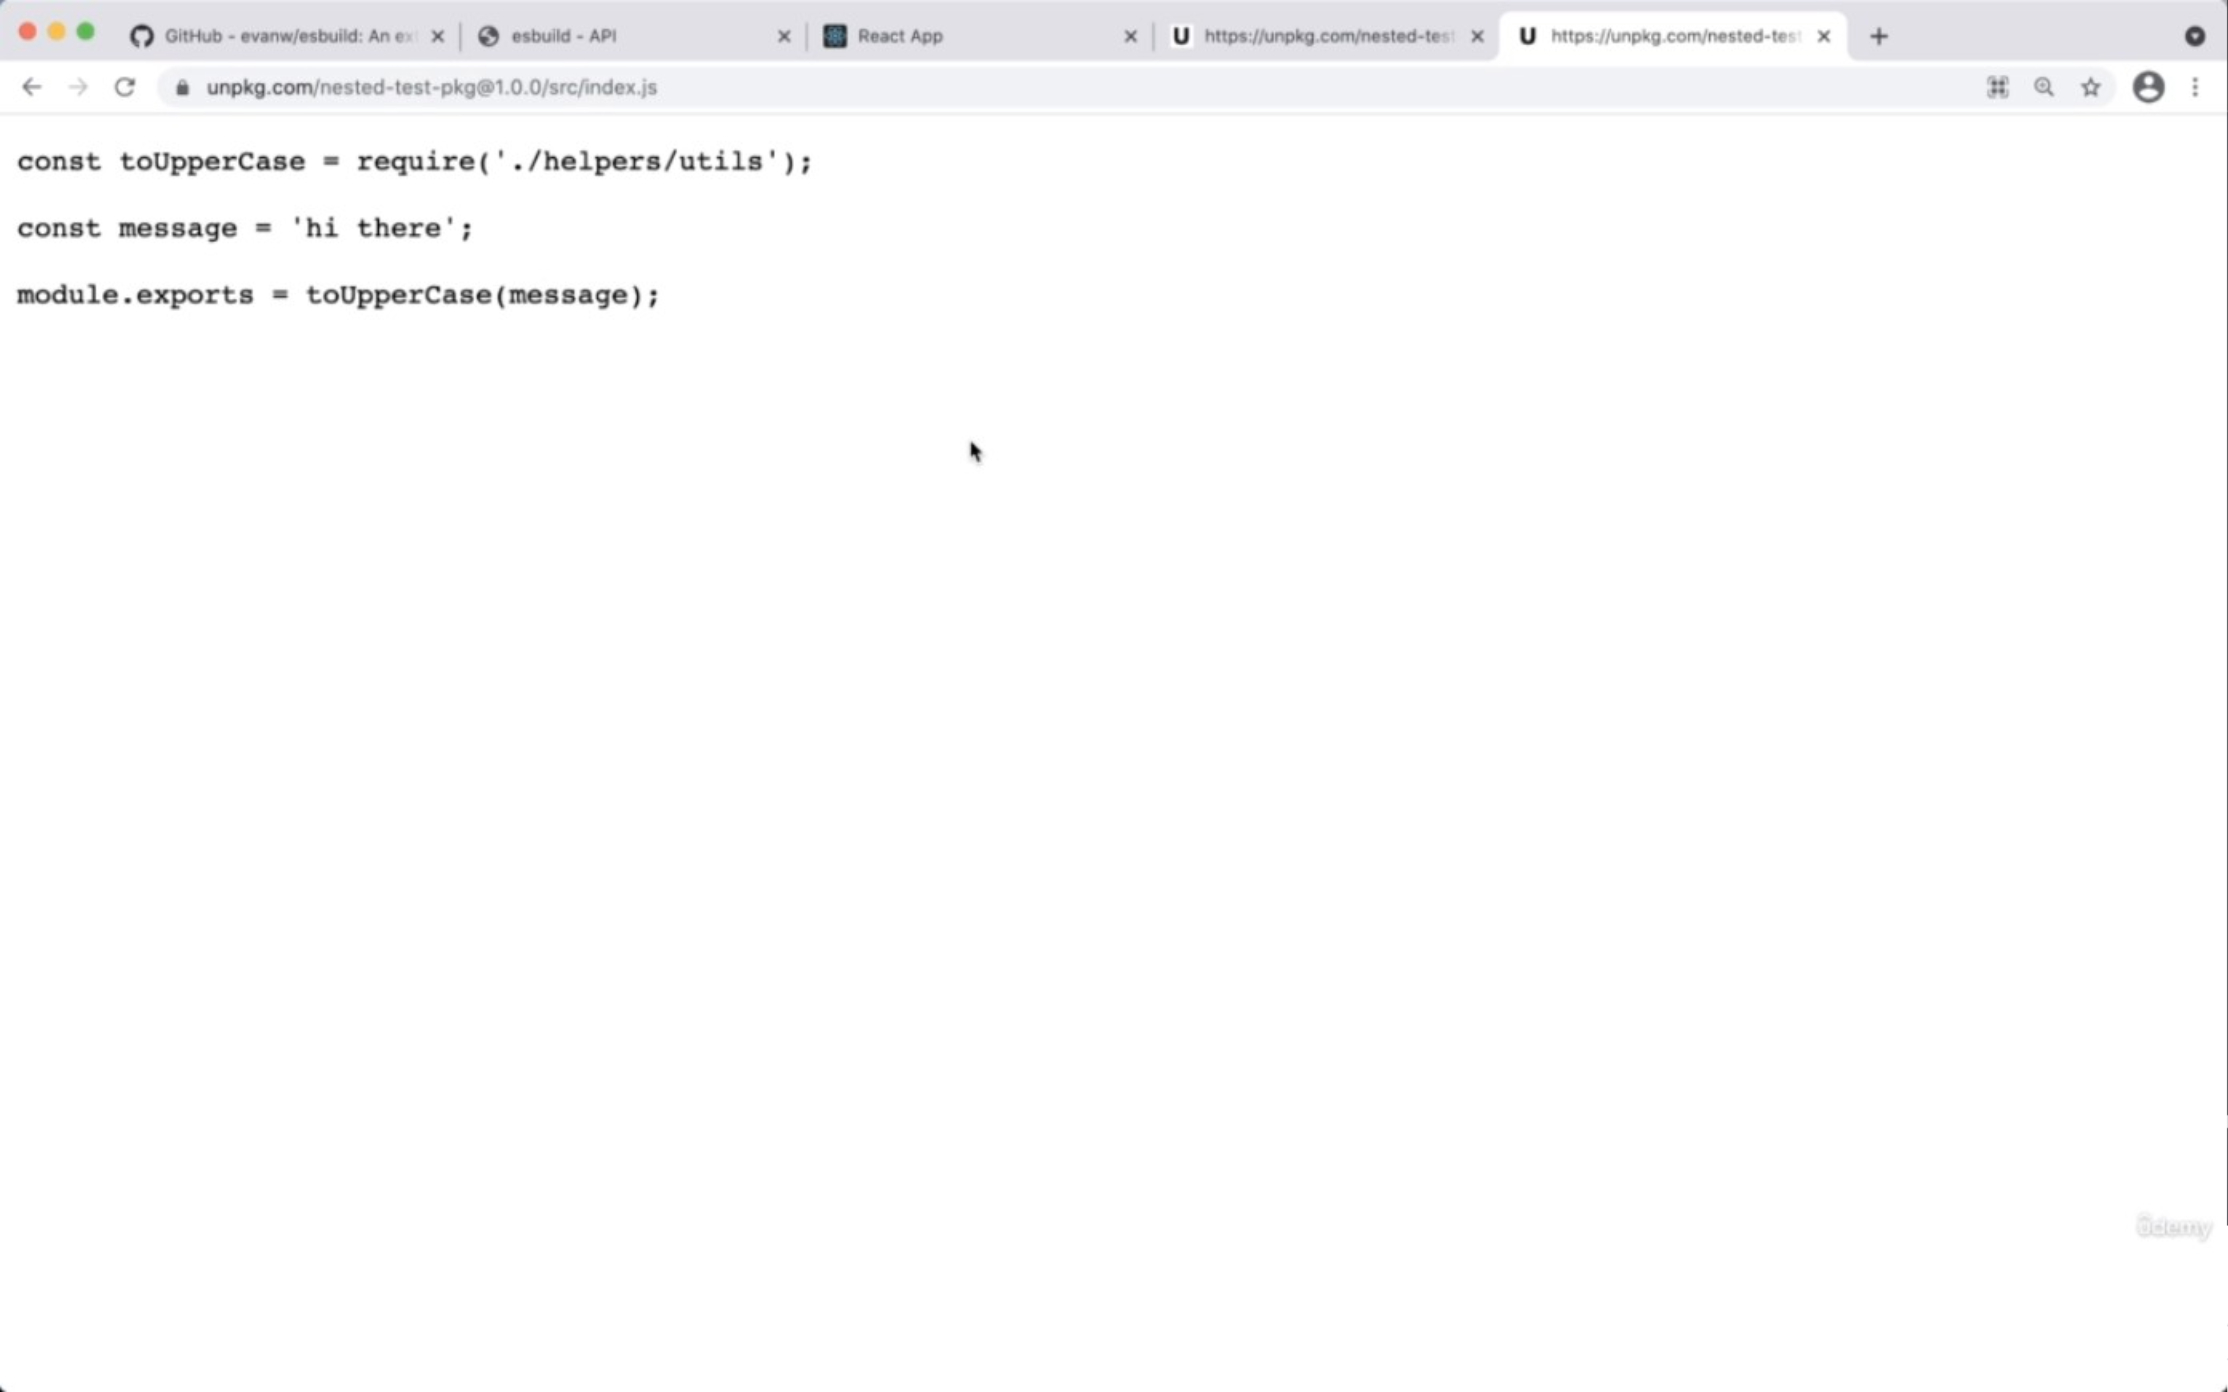 GitHub - evanw/esbuild: An ex
esbuild - API
React App
https://unpkg.com/nested-test
https://unpkg.com/nested-test
unpkg.com/nested-test-pkg@1.0.0/src/index.js
const toUpperCase = require('./helpers/utils');
const message = 'hi there';
module.exports = toUpperCase(message);
ûdemy